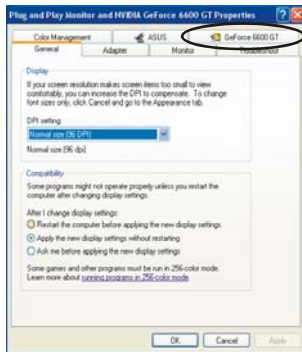 Plug and Play Monitor and NVIDIA GeForce 6600 GT Properties
Color Management
ASUS
GeForce 6600 GT
General
Adapter
Monitor
Troubleshoot
Display
If your screen resolution makes screen items too small to view
comfortably, you can increase the DPI to compensate. To change
font sizes only, click Cancel and go to the Appearance tab.
DPI setting:
Normal size (96 DPI)
Normal size (96 dpi)
Compatibility
Some programs might not operate properly unless you restart the
computer after changing display settings.
After I change display settings:
Restart the computer before applying the new display settings
Apply the new display settings without restarting
Ask me before applying the new display settings
Some games and other programs must be run in 256-color mode.
Learn more about running programs in 256-color mode.
OK
Cancel
Apply